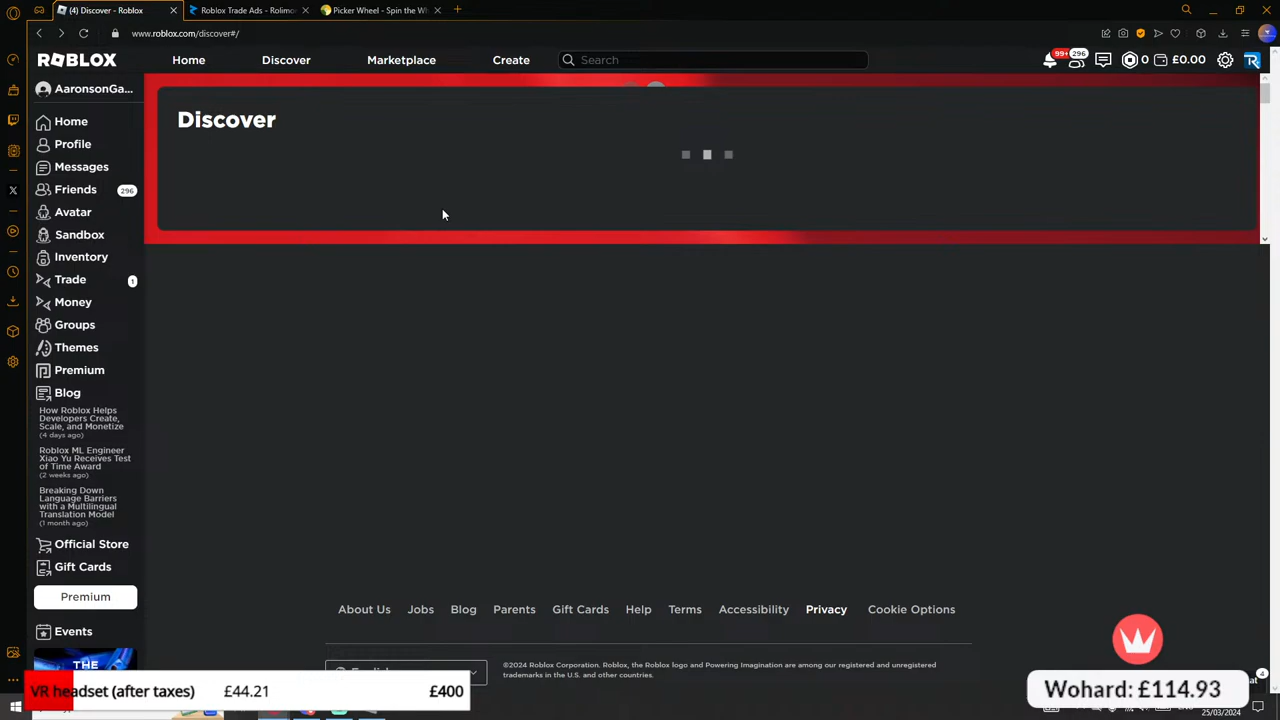 (4) Discover - Roblox
Roblox Trade Ads - Rolimon
Picker Wheel - Spin the Wh
www.roblox.com/discover#/
ROBLOX
Home
Discover
Marketplace
Create
Search
99+
296
0
£0.00
AaronsonGa...
Home
Profile
Messages
Friends
296
Avatar
Sandbox
Inventory
Trade
1
Money
Groups
Themes
Premium
Blog
How Roblox Helps
Developers Create,
Scale, and Monetize
(4 days ago)
Roblox ML Engineer
Xiao Yu Receives Test
of Time Award
(2 weeks ago)
Breaking Down
Language Barriers
with a Multilingual
Translation Model
(1 month ago)
Official Store
Gift Cards
Premium
Events
THE
Discover
About Us
Jobs
Blog
Parents
Gift Cards
Help
Terms
Accessibility
Privacy
Cookie Options
©2024 Roblox Corporation. Roblox, the Roblox logo and Powering Imagination are among our registered and unregistered
trademarks in the U.S. and other countries.
VR headset (after taxes)
£44.21
£400
Wohard: £114.93
4
25/03/2024